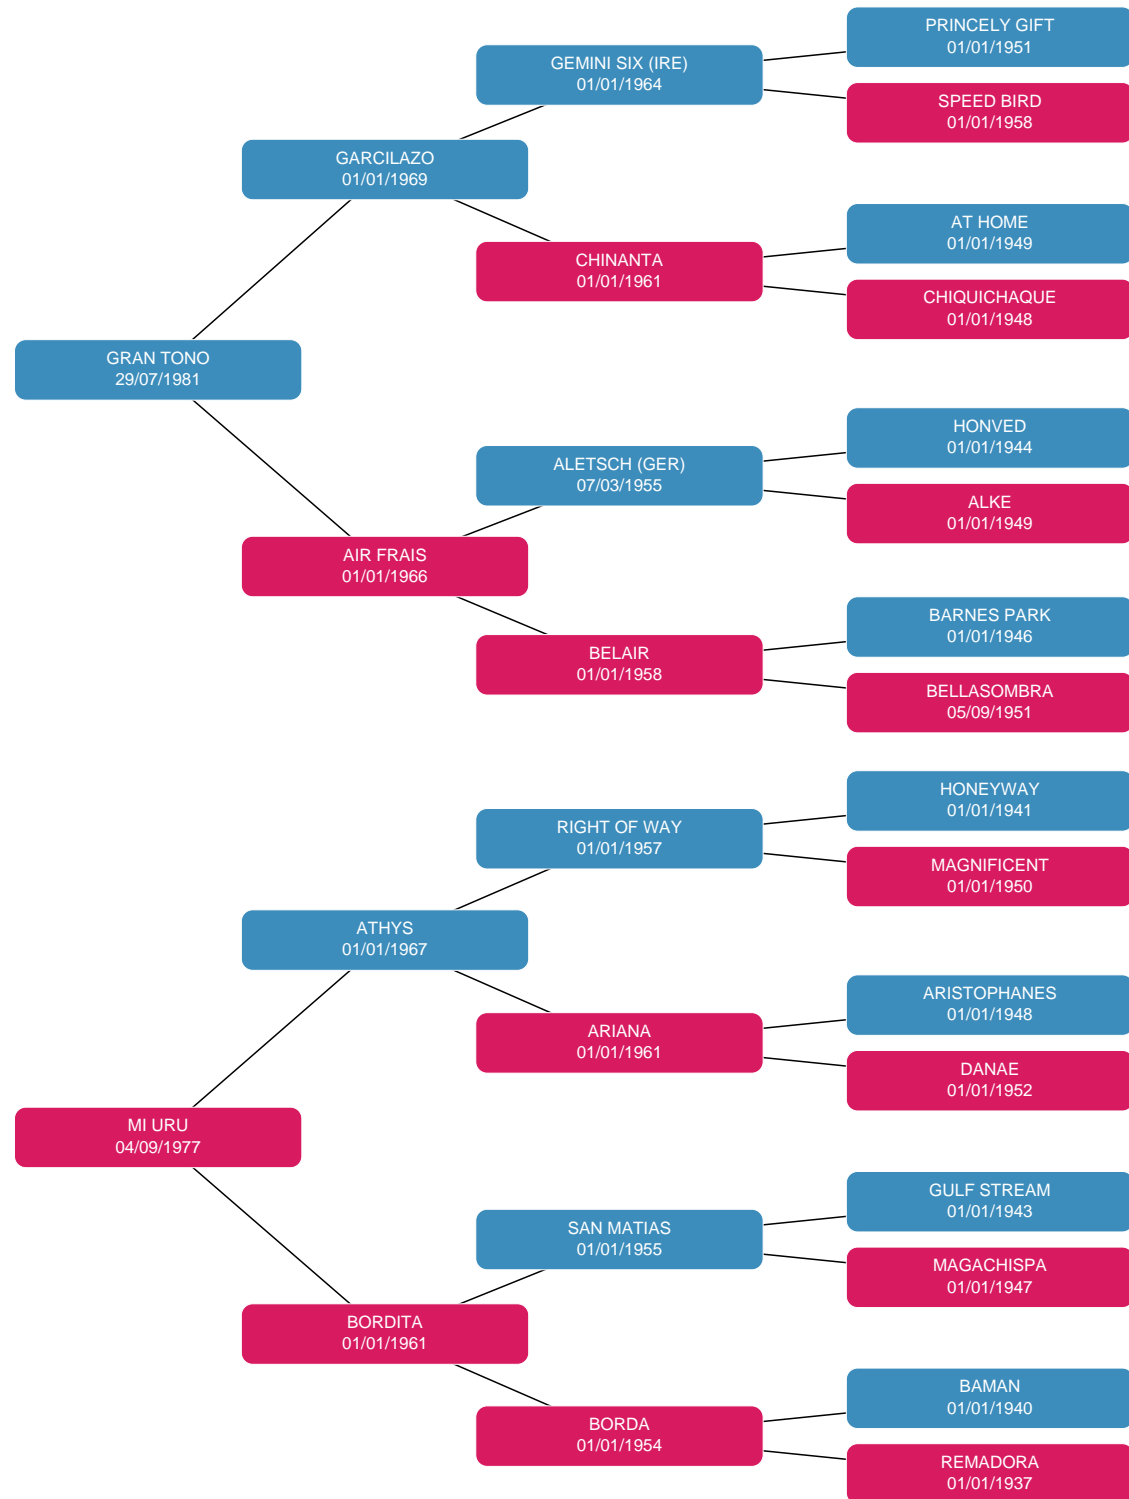 PRINCELY GIFT
01/01/1951
GEMINI SIX (IRE)
01/01/1964
SPEED BIRD
01/01/1958
GARCILAZO
01/01/1969
AT HOME
01/01/1949
CHINANTA
01/01/1961
CHIQUICHAQUE
01/01/1948
GRAN TONO
29/07/1981
HONVED
01/01/1944
ALETSCH (GER)
07/03/1955
ALKE
01/01/1949
AIR FRAIS
01/01/1966
BARNES PARK
01/01/1946
BELAIR
01/01/1958
BELLASOMBRA
05/09/1951
HONEYWAY
01/01/1941
RIGHT OF WAY
01/01/1957
MAGNIFICENT
01/01/1950
ATHYS
01/01/1967
ARISTOPHANES
01/01/1948
ARIANA
01/01/1961
DANAE
01/01/1952
MI URU
04/09/1977
GULF STREAM
01/01/1943
SAN MATIAS
01/01/1955
MAGACHISPA
01/01/1947
BORDITA
01/01/1961
BAMAN
01/01/1940
BORDA
01/01/1954
REMADORA
01/01/1937